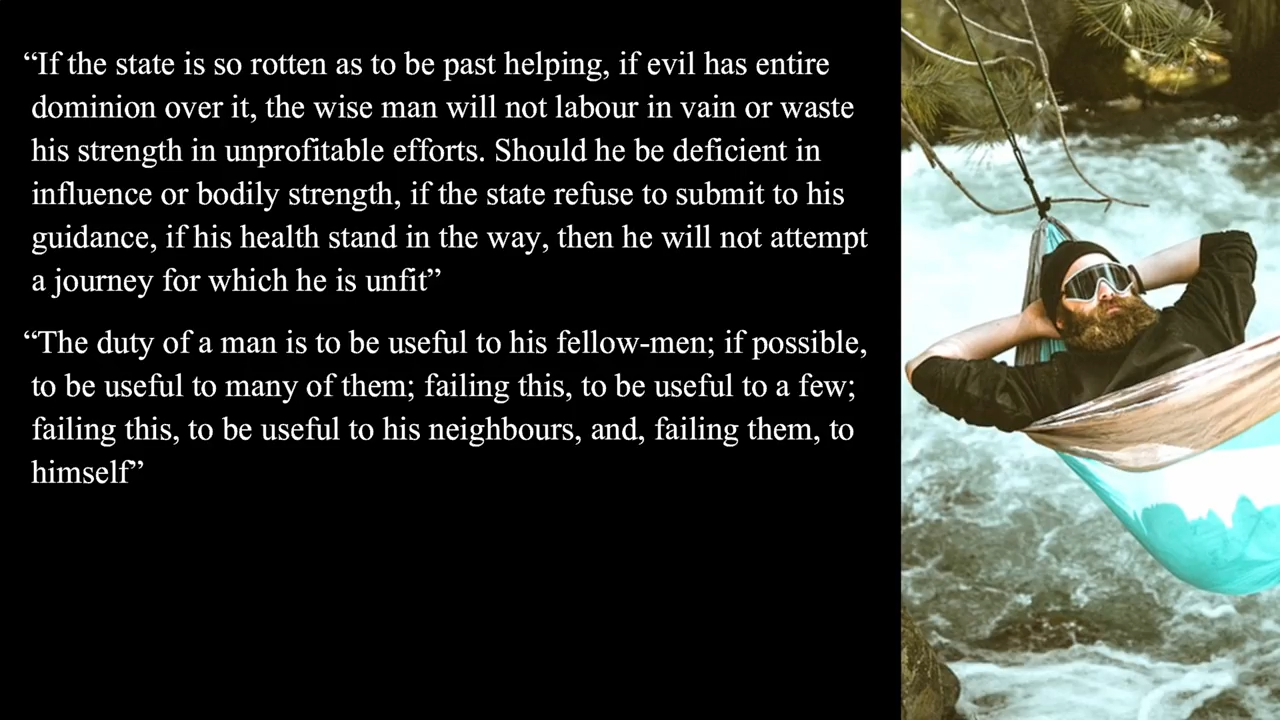 “If the state is so rotten as to be past helping, if evil has entire
dominion over it, the wise man will not labour in vain or waste
his strength in unprofitable efforts. Should he be deficient in
influence or bodily strength, if the state refuse to submit to his
guidance, if his health stand in the way, then he will not attempt
a journey for which he is unfit”
“The duty of a man is to be useful to his fellow-men; if possible,
to be useful to many of them; failing this, to be useful to a few;
failing this, to be useful to his neighbours, and, failing them, to
himself”